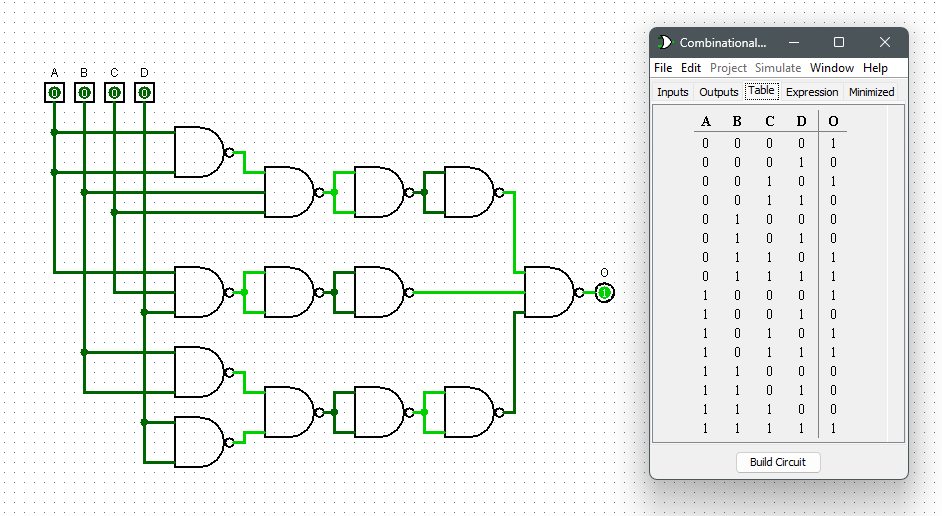 A B C D
0 0 0 0
O
1
Combinational...
File Edit Project Simulate Window Help
Inputs Outputs Table Expression Minimized
A B C D O
0 0 0 0 1
0 0 0 1 0
0 0 1 0 1
0 0 1 1 0
0 1 0 0 0
0 1 0 1 0
0 1 1 0 1
0 1 1 1 1
1 0 0 0 1
1 0 0 1 0
1 0 1 0 1
1 0 1 1 1
1 1 0 0 0
1 1 0 1 0
1 1 1 0 0
1 1 1 1 1
Build Circuit